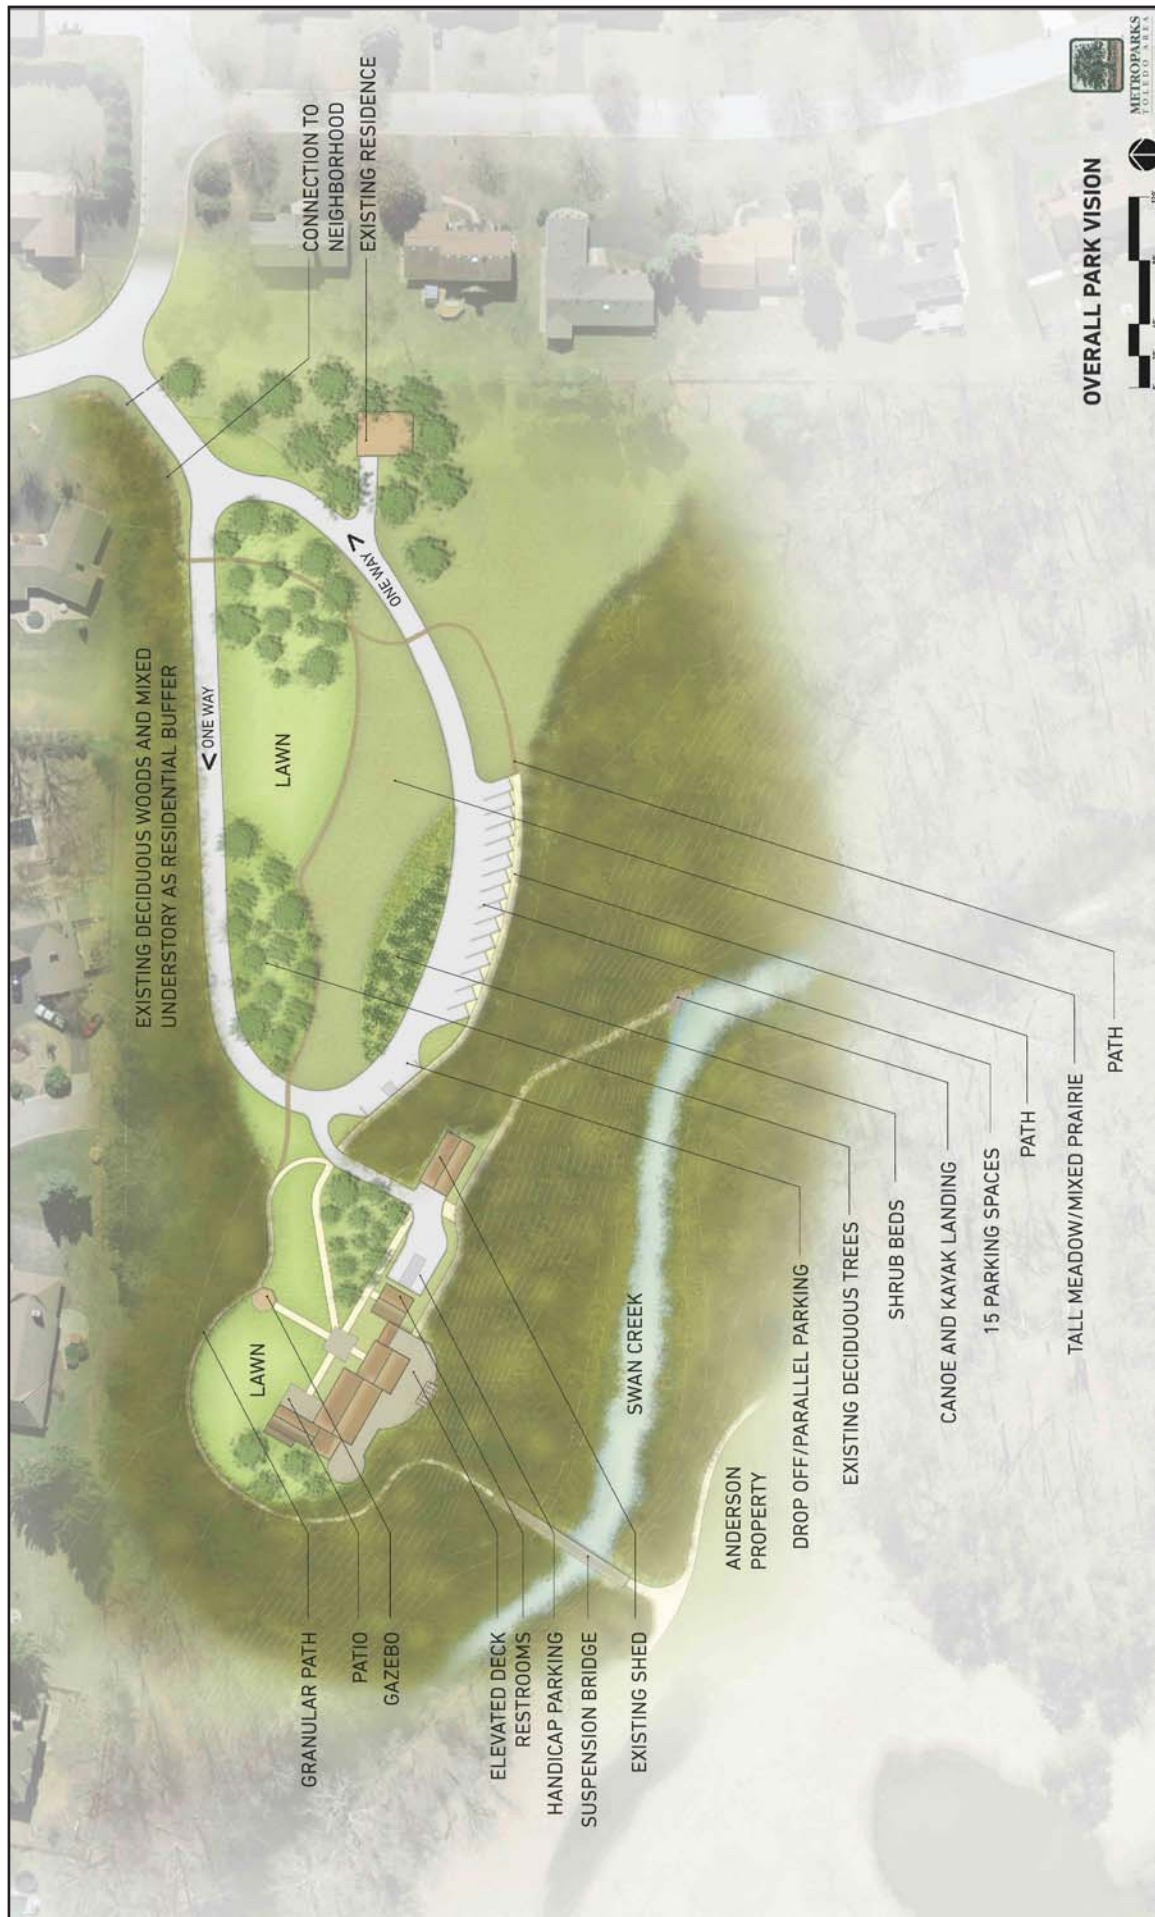 EXISTING DECIDUOUS WOODS AND MIXED
UNDERSTORY AS RESIDENTIAL BUFFER
CONNECTION TO
NEIGHBORHOOD
EXISTING RESIDENCE
ONE WAY
ONE WAY
LAWN
LAWN
GRANULAR PATH
PATIO
GAZEBO
ELEVATED DECK
RESTROOMS
HANDICAP PARKING
SUSPENSION BRIDGE
EXISTING SHED
SWAN CREEK
ANDERSON
PROPERTY
DROP OFF/PARALLEL PARKING
EXISTING DECIDUOUS TREES
SHRUB BEDS
CANOE AND KAYAK LANDING
15 PARKING SPACES
PATH
TALL MEADOW/MIXED PRAIRIE
PATH
OVERALL PARK VISION
METROPARKS
TOLEDO AREA